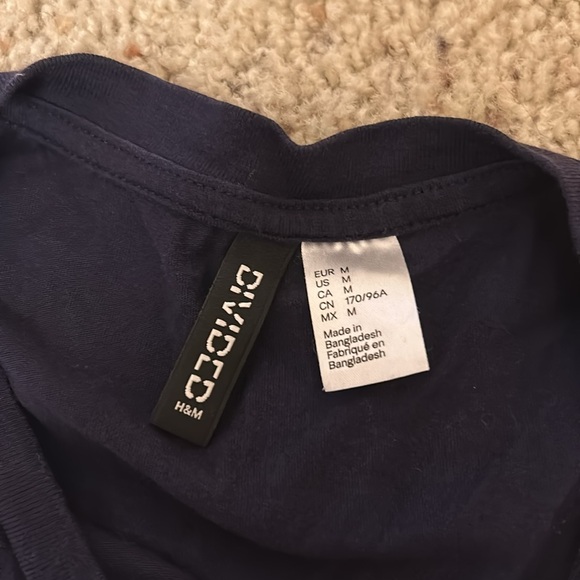 DIVIDED
H&M
EUR M
US M
CA M
CN 170/96A
MX M
Made in
Bangladesh
Fabriqué en
Bangladesh